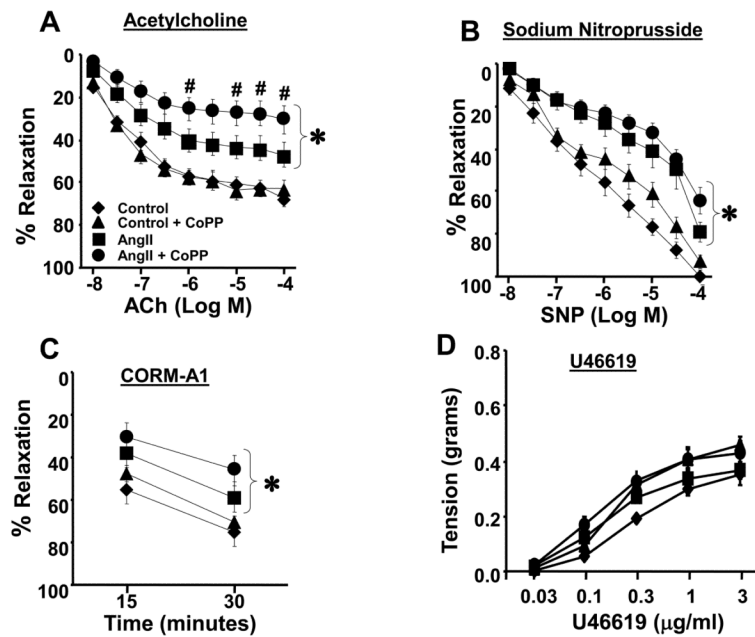 A
Acetylcholine
0
20
40
60
80
100
% Relaxation
# # # #
*
Control
Control + CoPP
AngII
AngII + CoPP
-8 -7 -6 -5 -4
ACh (Log M)
B
Sodium Nitroprusside
0
20
40
60
80
100
% Relaxation
*
-8 -7 -6 -5 -4
SNP (Log M)
C
CORM-A1
0
20
40
60
80
100
% Relaxation
*
15 30
Time (minutes)
D
U46619
0.8
0.6
0.4
0.2
0.0
Tension (grams)
0.03 0.1 0.3 1 3
U46619 (μg/ml)